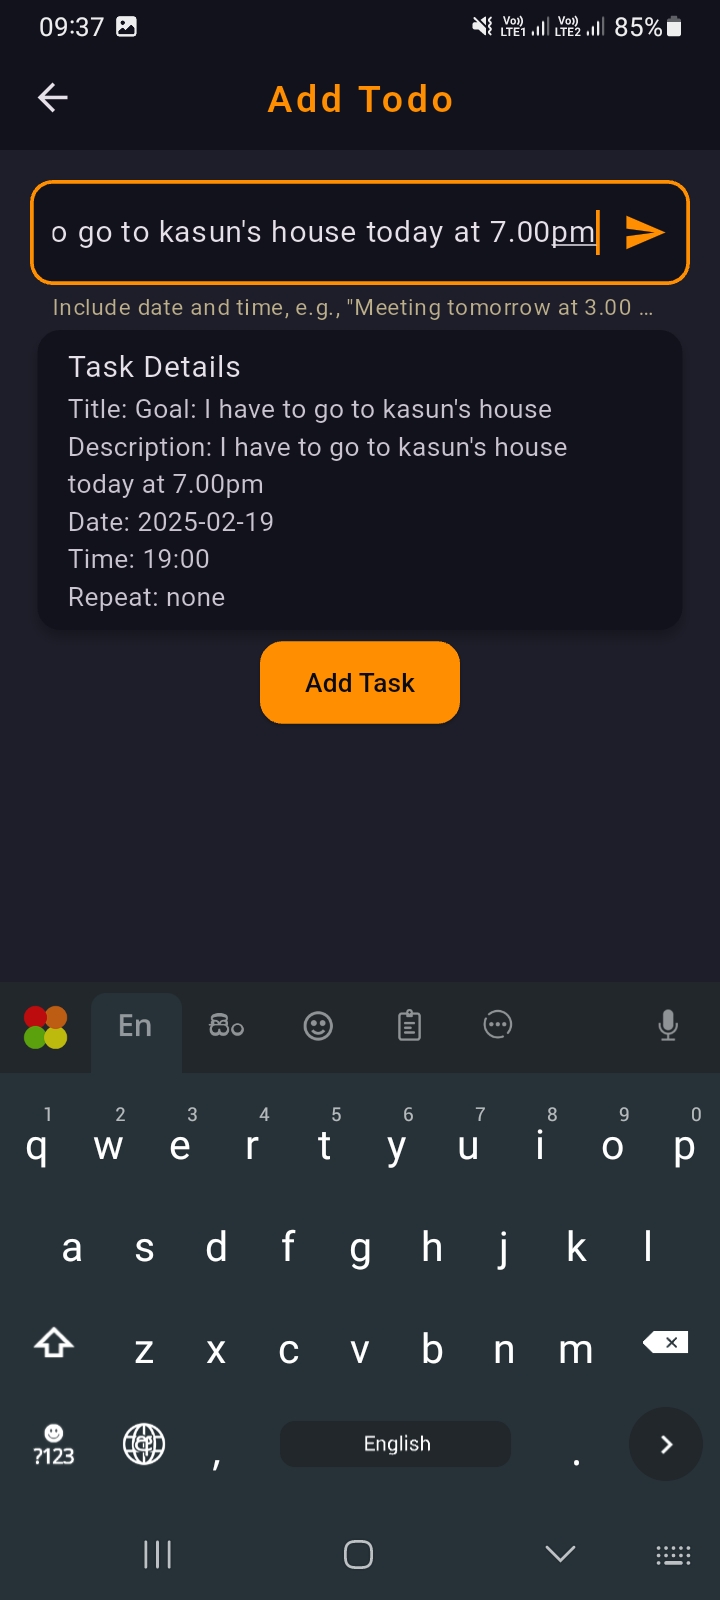 09:37 Vo)) LTE1 Vo)) LTE2 85%
Add Todo
o go to kasun's house today at 7.00pm
Include date and time, e.g., "Meeting tomorrow at 3.00 ...
Task Details
Title: Goal: I have to go to kasun's house
Description: I have to go to kasun's house
today at 7.00pm
Date: 2025-02-19
Time: 19:00
Repeat: none
Add Task
En සිං
1 2 3 4 5 6 7 8 9 0
q w e r t y u i o p
a s d f g h j k l
z x c v b n m
?123 , English .